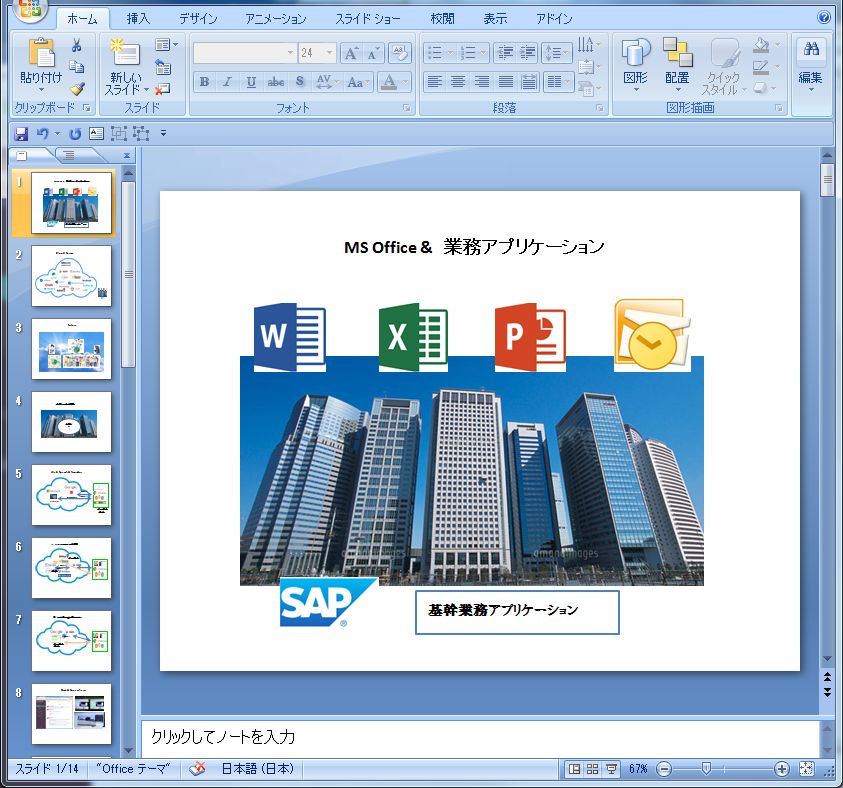 ホーム
挿入
デザイン
アニメーション
スライド ショー
校閲
表示
アドイン
貼り付け
クリップボード
新しい
スライド
スライド
24
B I U abc S AV Aa A
フォント
段落
図形
配置
クイック
スタイル
図形描画
編集
1
2
3
4
5
6
7
8
MS Office & 業務アプリケーション
W
X
P
amanaimages
amanaimages
SAP
基幹業務アプリケーション
クリックしてノートを入力
スライド 1/14
"Office テーマ"
日本語 (日本)
67%